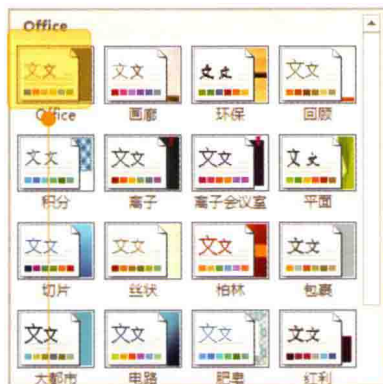 Office
文文 文文 文文 文文
Office 画廊 环保 回顾
文文 文文 文文 文文
积分 离子 离子会议室 平面
文文 文文 文文 文文
切片 丝状 柏林 包裹
文文 文文 文文 文文
大都市 电路 肥皂 红利